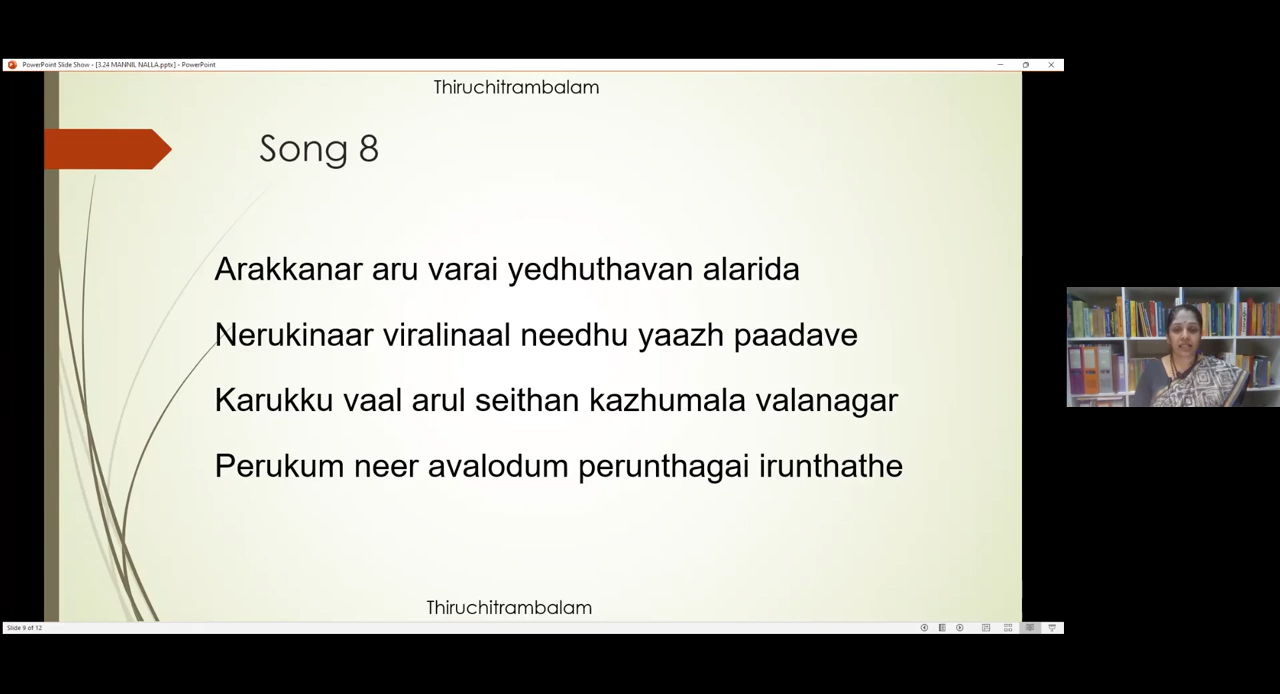 PowerPoint Slide Show - [3.24 MANNIL NALLA.pptx] - PowerPoint
Thiruchitrambalam
Song 8
Arakkanar aru varai yedhuthavan alarida
Nerukinaar viralinaal needhu yaazh paadave
Karukku vaal arul seithan kazhumala valanagar
Perukum neer avalodum perunthagai irunthathe
Thiruchitrambalam
Slide 9 of 12